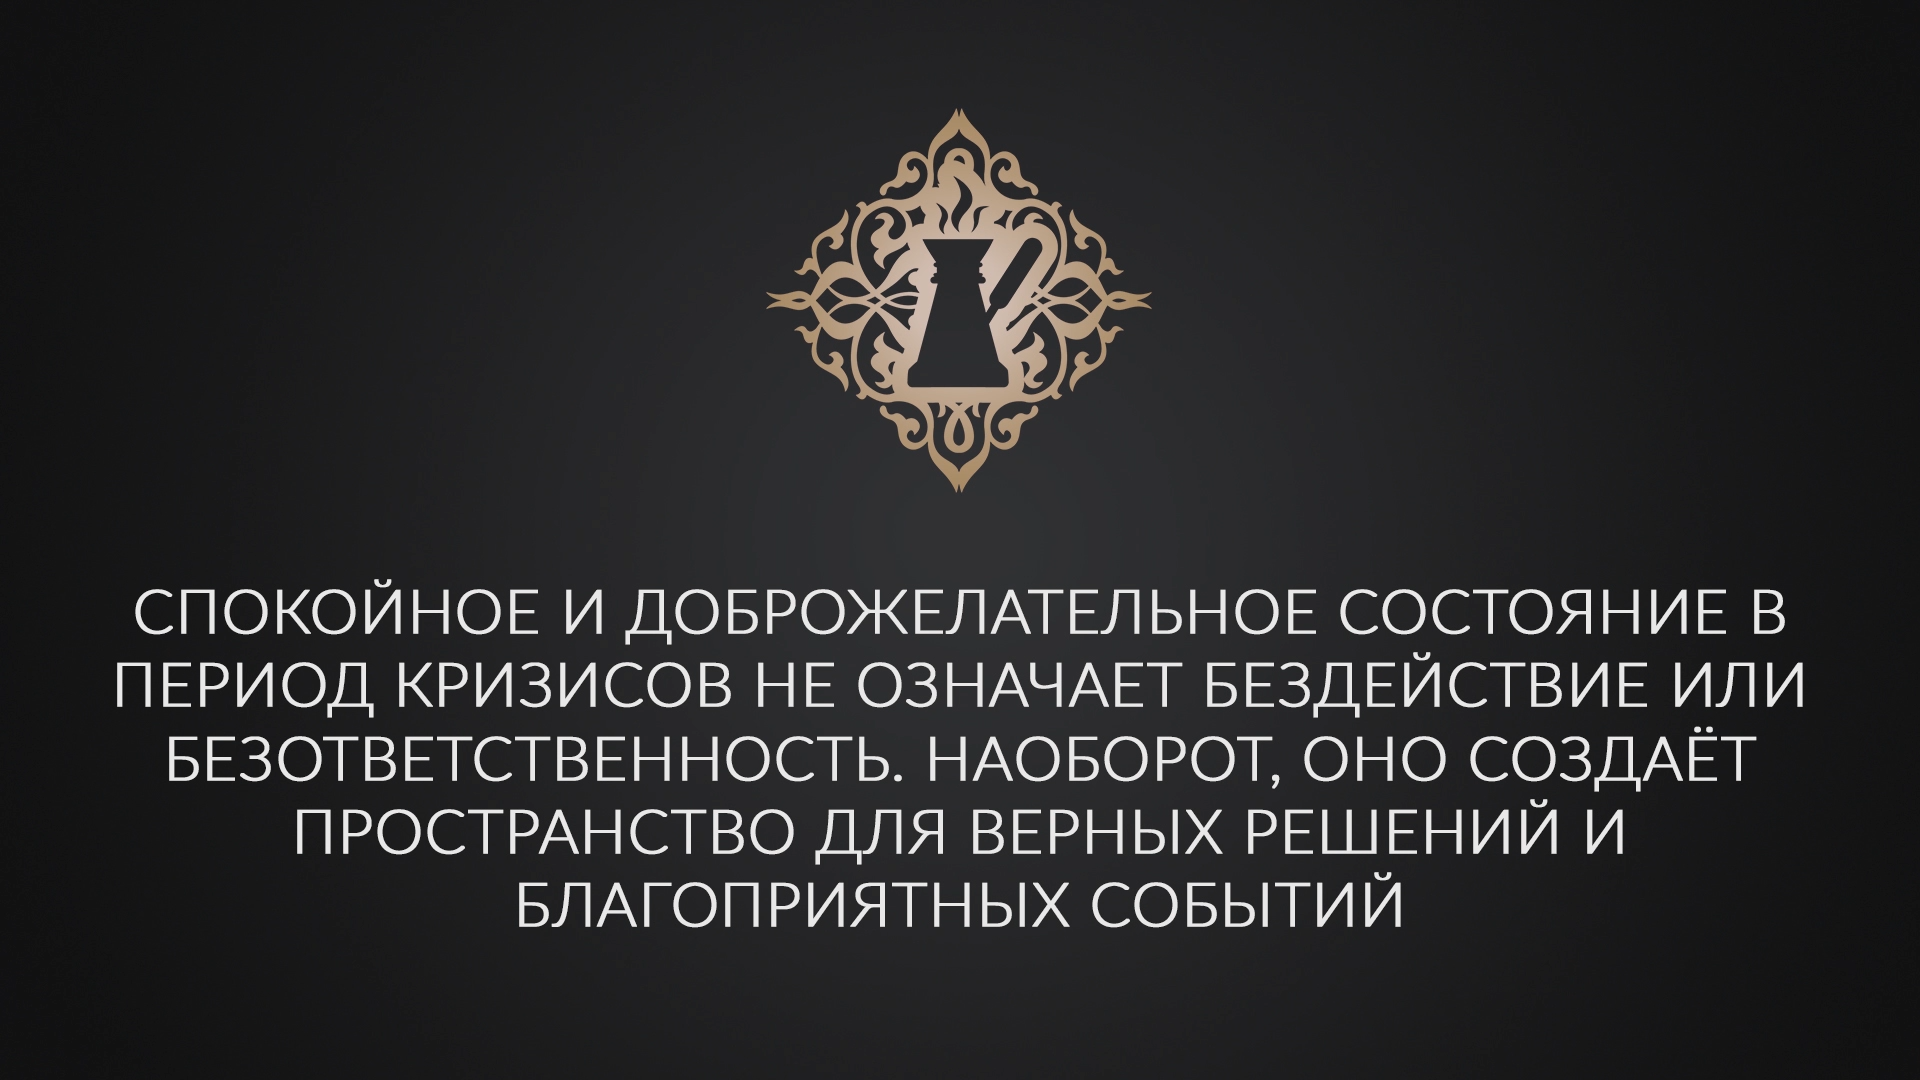 СПОКОЙНОЕ И ДОБРОЖЕЛАТЕЛЬНОЕ СОСТОЯНИЕ В
ПЕРИОД КРИЗИСОВ НЕ ОЗНАЧАЕТ БЕЗДЕЙСТВИЕ ИЛИ
БЕЗОТВЕТСТВЕННОСТЬ. НАОБОРОТ, ОНО СОЗДАЁТ
ПРОСТРАНСТВО ДЛЯ ВЕРНЫХ РЕШЕНИЙ И
БЛАГОПРИЯТНЫХ СОБЫТИЙ